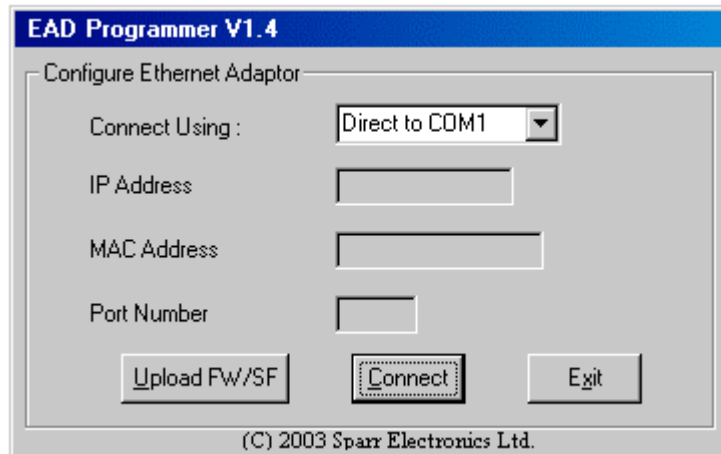 EAD Programmer V1.4
Configure Ethernet Adaptor
Connect Using : Direct to COM1
IP Address
MAC Address
Port Number
Upload FW/SF Connect Exit
(C) 2003 Sparr Electronics Ltd.